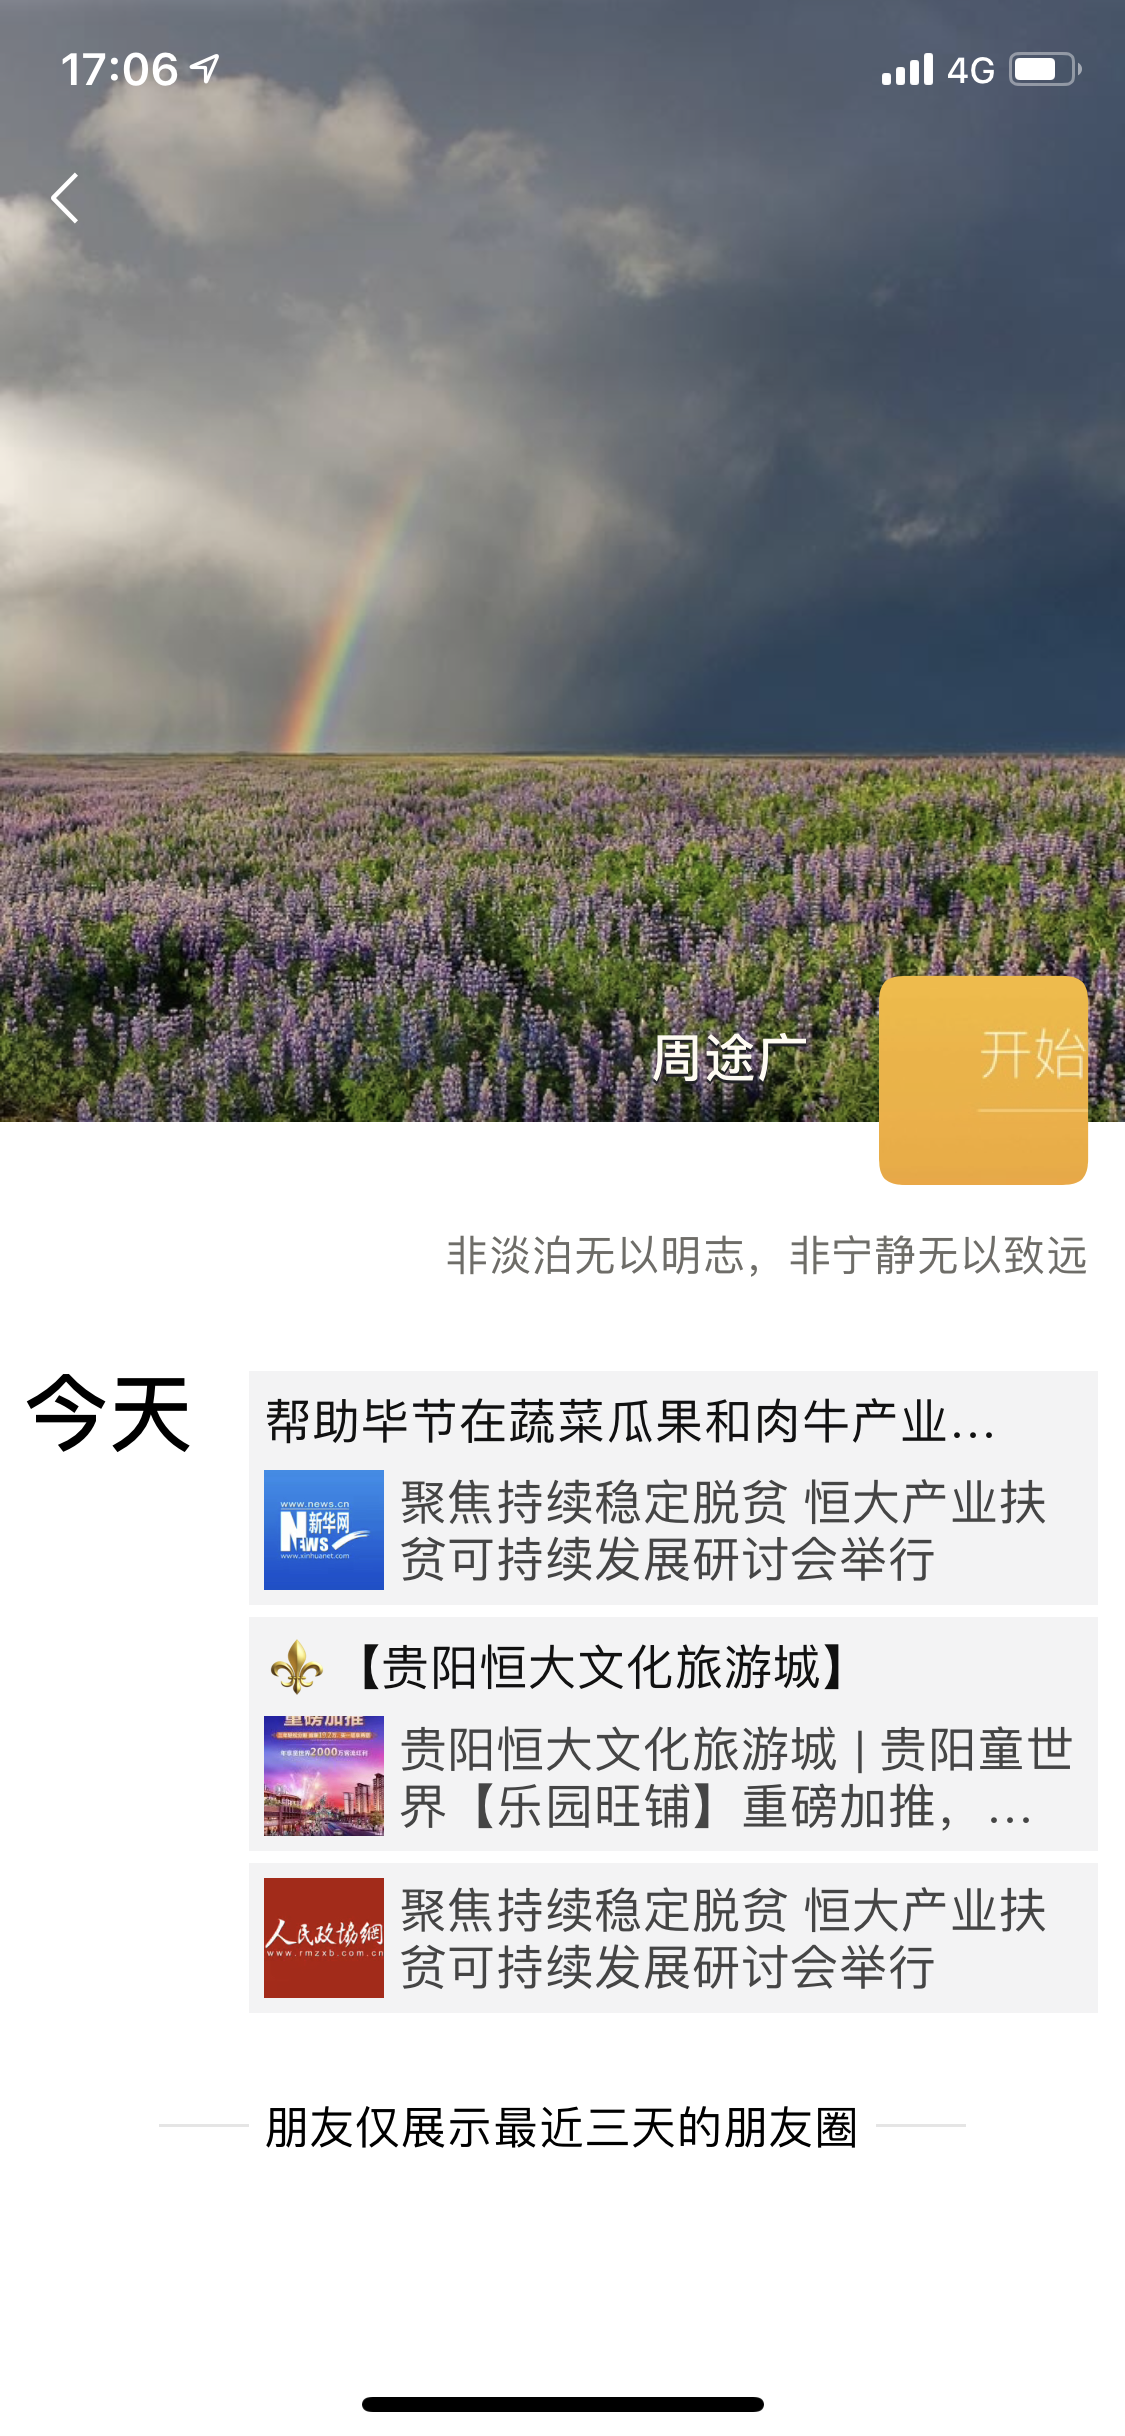 17:06
4G
周途广
开始
非淡泊无以明志，非宁静无以致远
今天
帮助毕节在蔬菜瓜果和肉牛产业...
www.news.cn
新华网
NEWS
www.xinhuanet.com
聚焦持续稳定脱贫 恒大产业扶
贫可持续发展研讨会举行
【贵阳恒大文化旅游城】
重磅加推
贵阳恒大文化旅游城 | 贵阳童世
界【乐园旺铺】重磅加推，...
人民政协網
www.rmzxb.com.cn
聚焦持续稳定脱贫 恒大产业扶
贫可持续发展研讨会举行
朋友仅展示最近三天的朋友圈